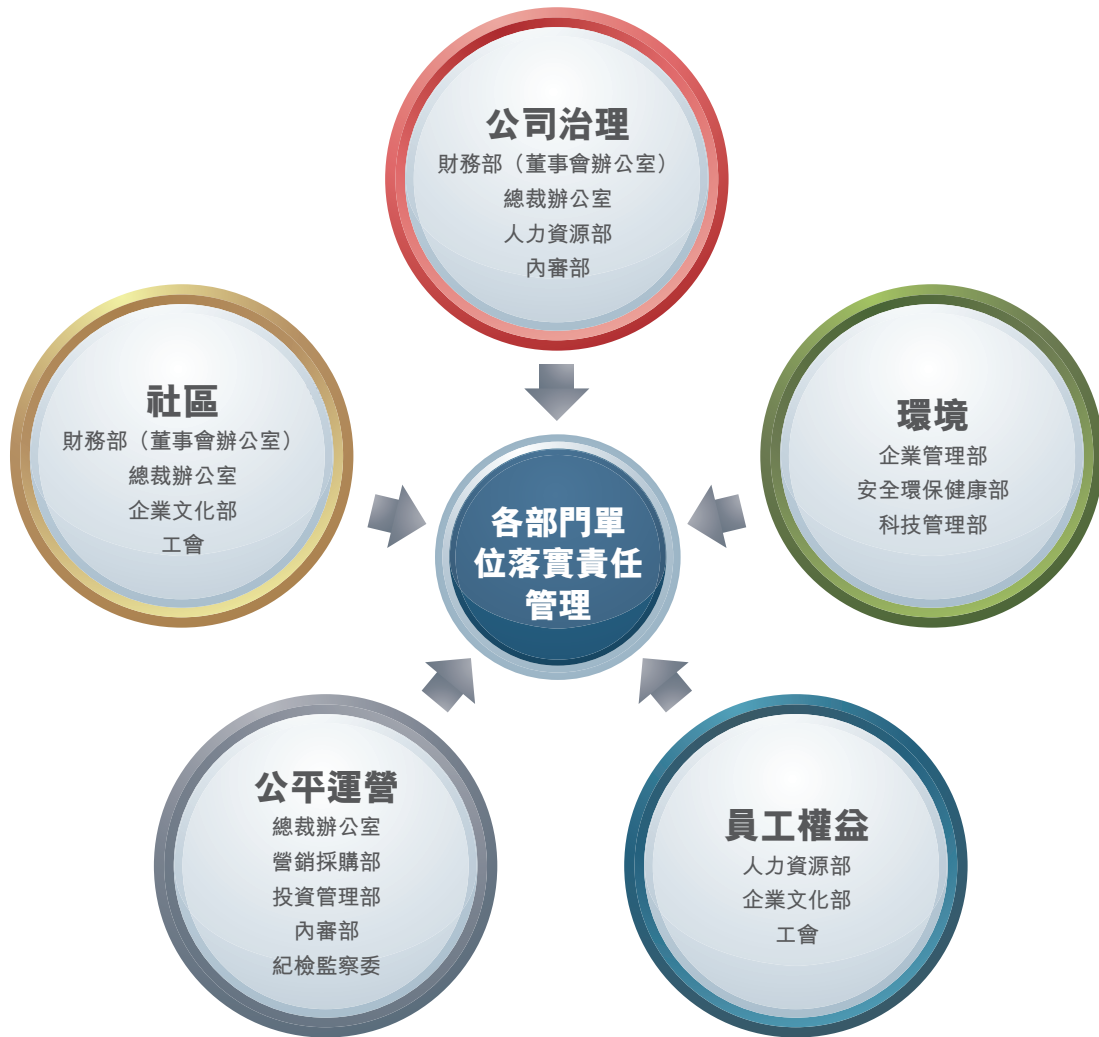 公司治理
財務部（董事會辦公室）
總裁辦公室
人力資源部
內審部
社區
財務部（董事會辦公室）
總裁辦公室
企業文化部
工會
環境
企業管理部
安全環保健康部
科技管理部
各部門單
位落實責任
管理
公平運營
總裁辦公室
營銷採購部
投資管理部
內審部
紀檢監察委
員工權益
人力資源部
企業文化部
工會